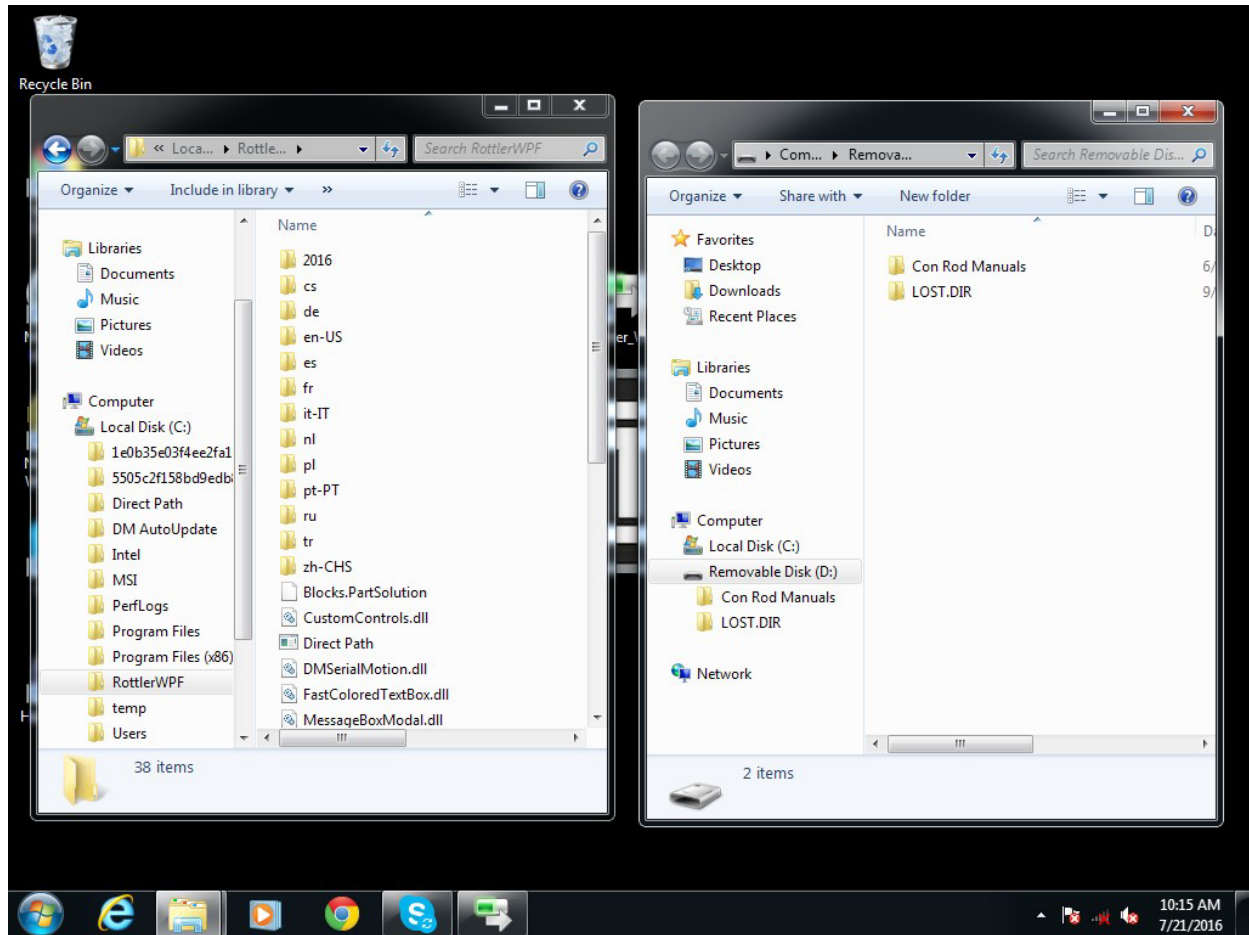 Recycle Bin
« Loca... Rottle...
Search RottlerWPF
Organize
Include in library
»
Libraries
Documents
Music
Pictures
Videos
Computer
Local Disk (C:)
1e0b35e03f4ee2fa1
5505c2f158bd9edb
Direct Path
DM AutoUpdate
Intel
MSI
PerfLogs
Program Files
Program Files (x86)
RottlerWPF
temp
Users
Name
2016
cs
de
en-US
es
fr
it-IT
nl
pl
pt-PT
ru
tr
zh-CHS
Blocks.PartSolution
CustomControls.dll
Direct Path
DMSerialMotion.dll
FastColoredTextBox.dll
MessageBoxModal.dll
38 items
Com... Remova...
Search Removable Dis...
Organize
Share with
New folder
Favorites
Desktop
Downloads
Recent Places
Libraries
Documents
Music
Pictures
Videos
Computer
Local Disk (C:)
Removable Disk (D:)
Con Rod Manuals
LOST.DIR
Network
Name
Con Rod Manuals 6/
LOST.DIR 9/
2 items
er_
10:15 AM
7/21/2016